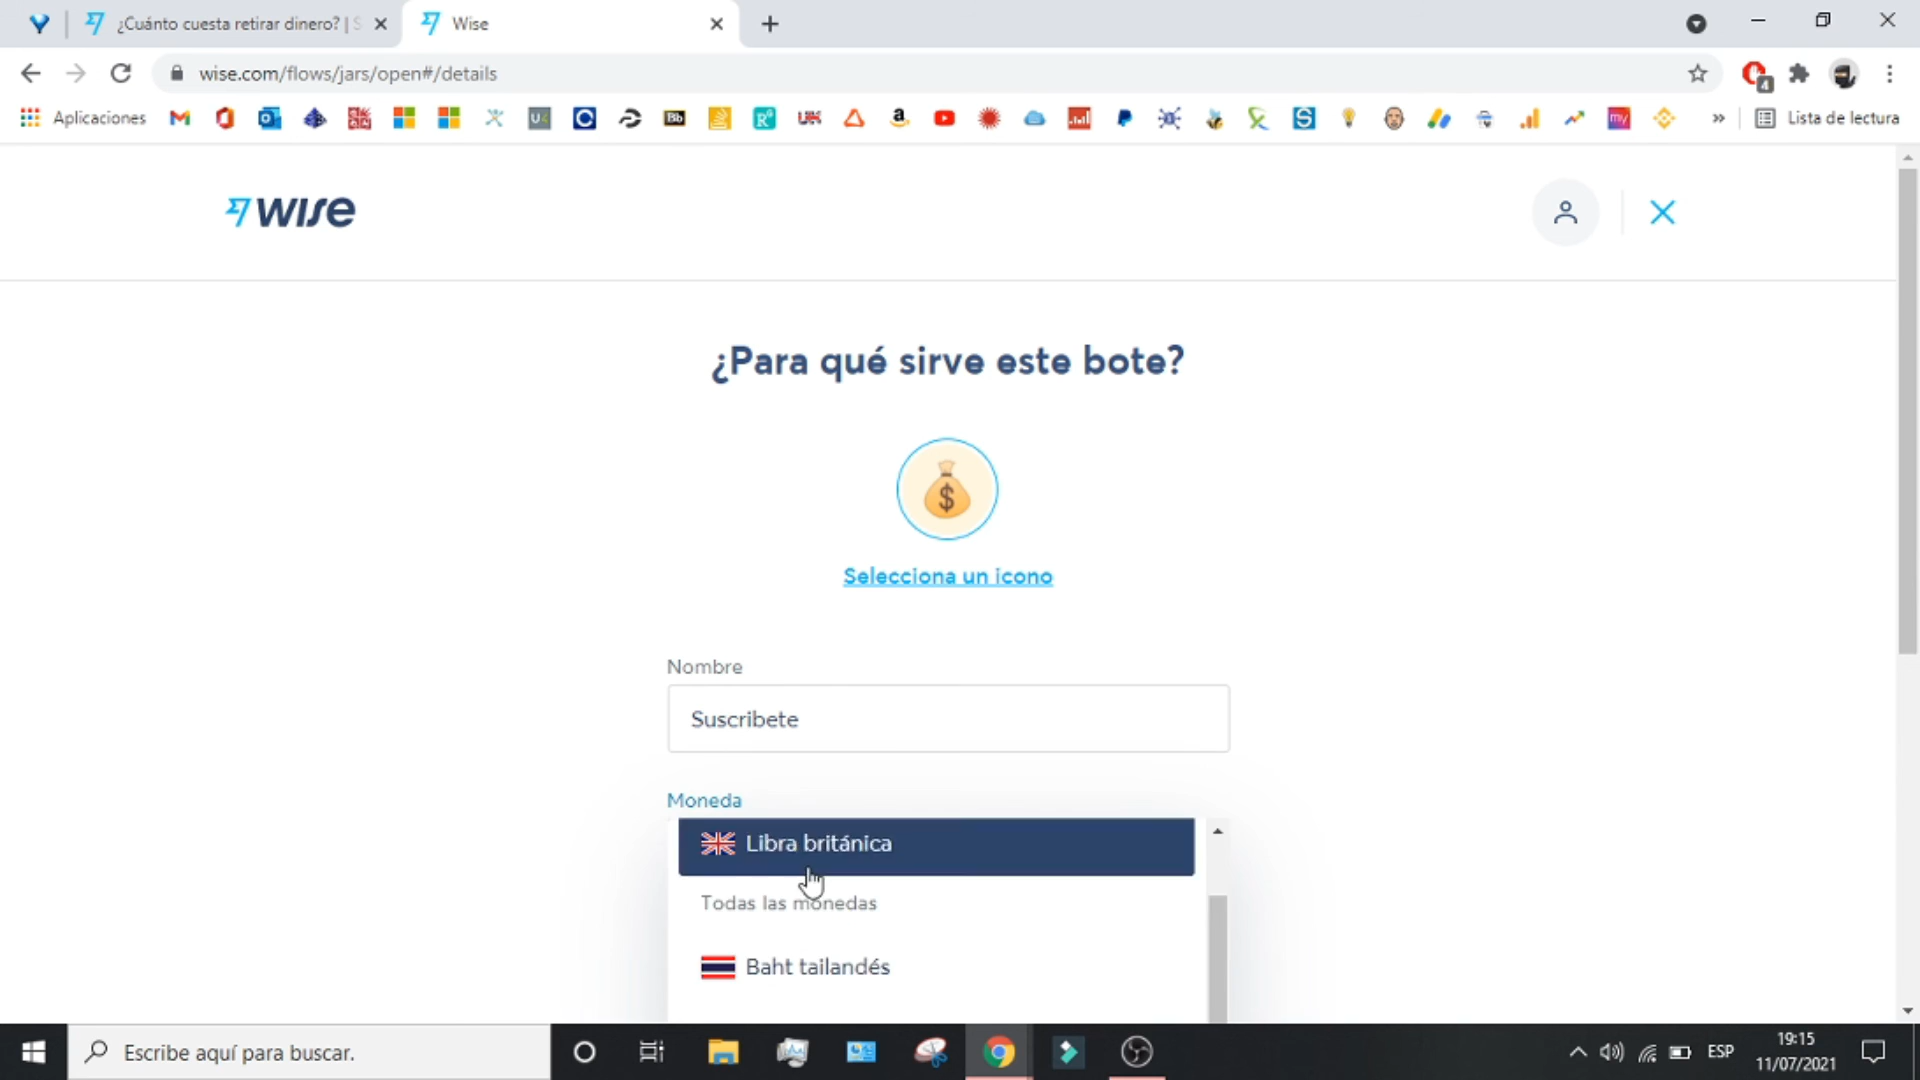 ¿Cuánto cuesta retirar dinero? | S
Wise
wise.com/flows/jars/open#/details
Aplicaciones
Bb
my
»
Lista de lectura
wise
¿Para qué sirve este bote?
Selecciona un icono
Nombre
Suscribete
Moneda
Libra británica
Todas las monedas
Baht tailandés
Escribe aquí para buscar.
ESP
19:15
11/07/2021